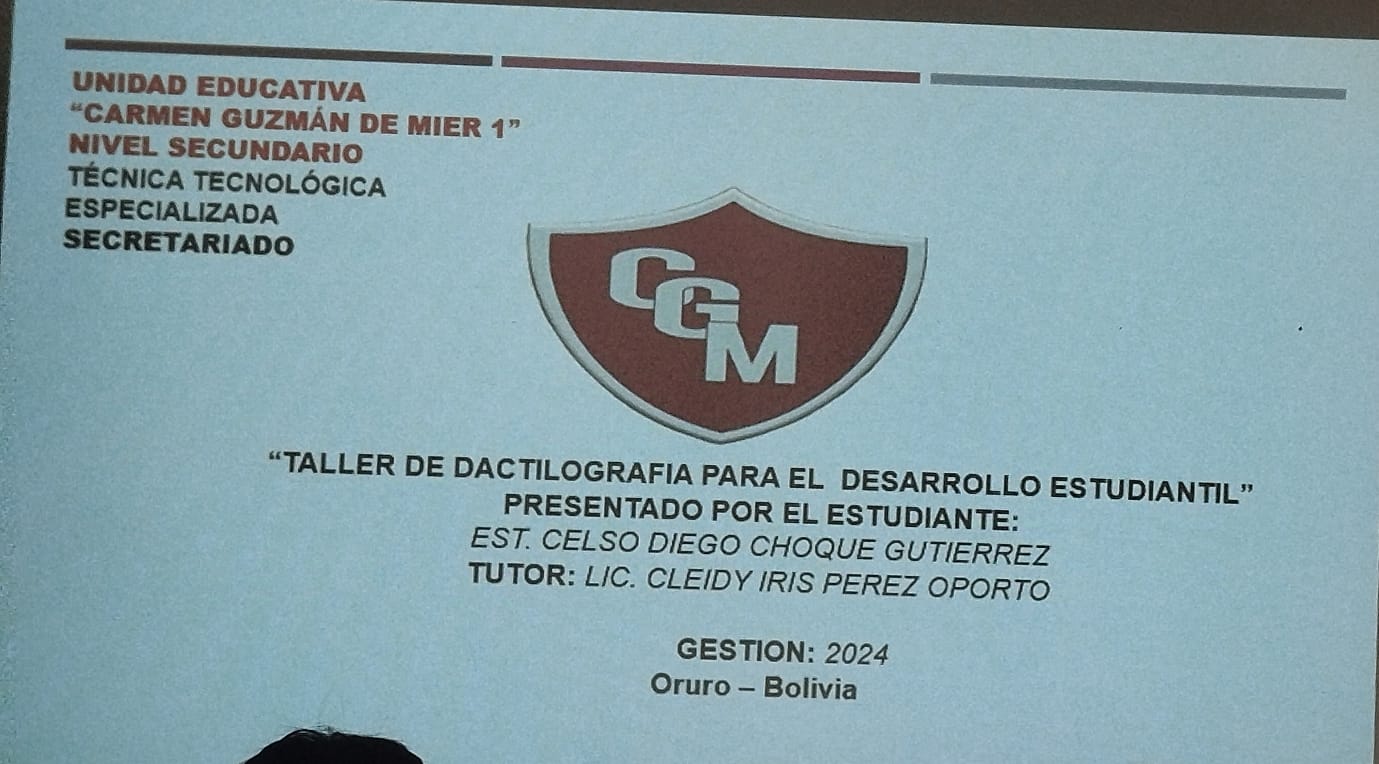 UNIDAD EDUCATIVA
“CARMEN GUZMÁN DE MIER 1”
NIVEL SECUNDARIO
TÉCNICA TECNOLÓGICA
ESPECIALIZADA
SECRETARIADO
CGM
“TALLER DE DACTILOGRAFIA PARA EL DESARROLLO ESTUDIANTIL”
PRESENTADO POR EL ESTUDIANTE:
EST. CELSO DIEGO CHOQUE GUTIERREZ
TUTOR: LIC. CLEIDY IRIS PEREZ OPORTO
GESTION: 2024
Oruro – Bolivia